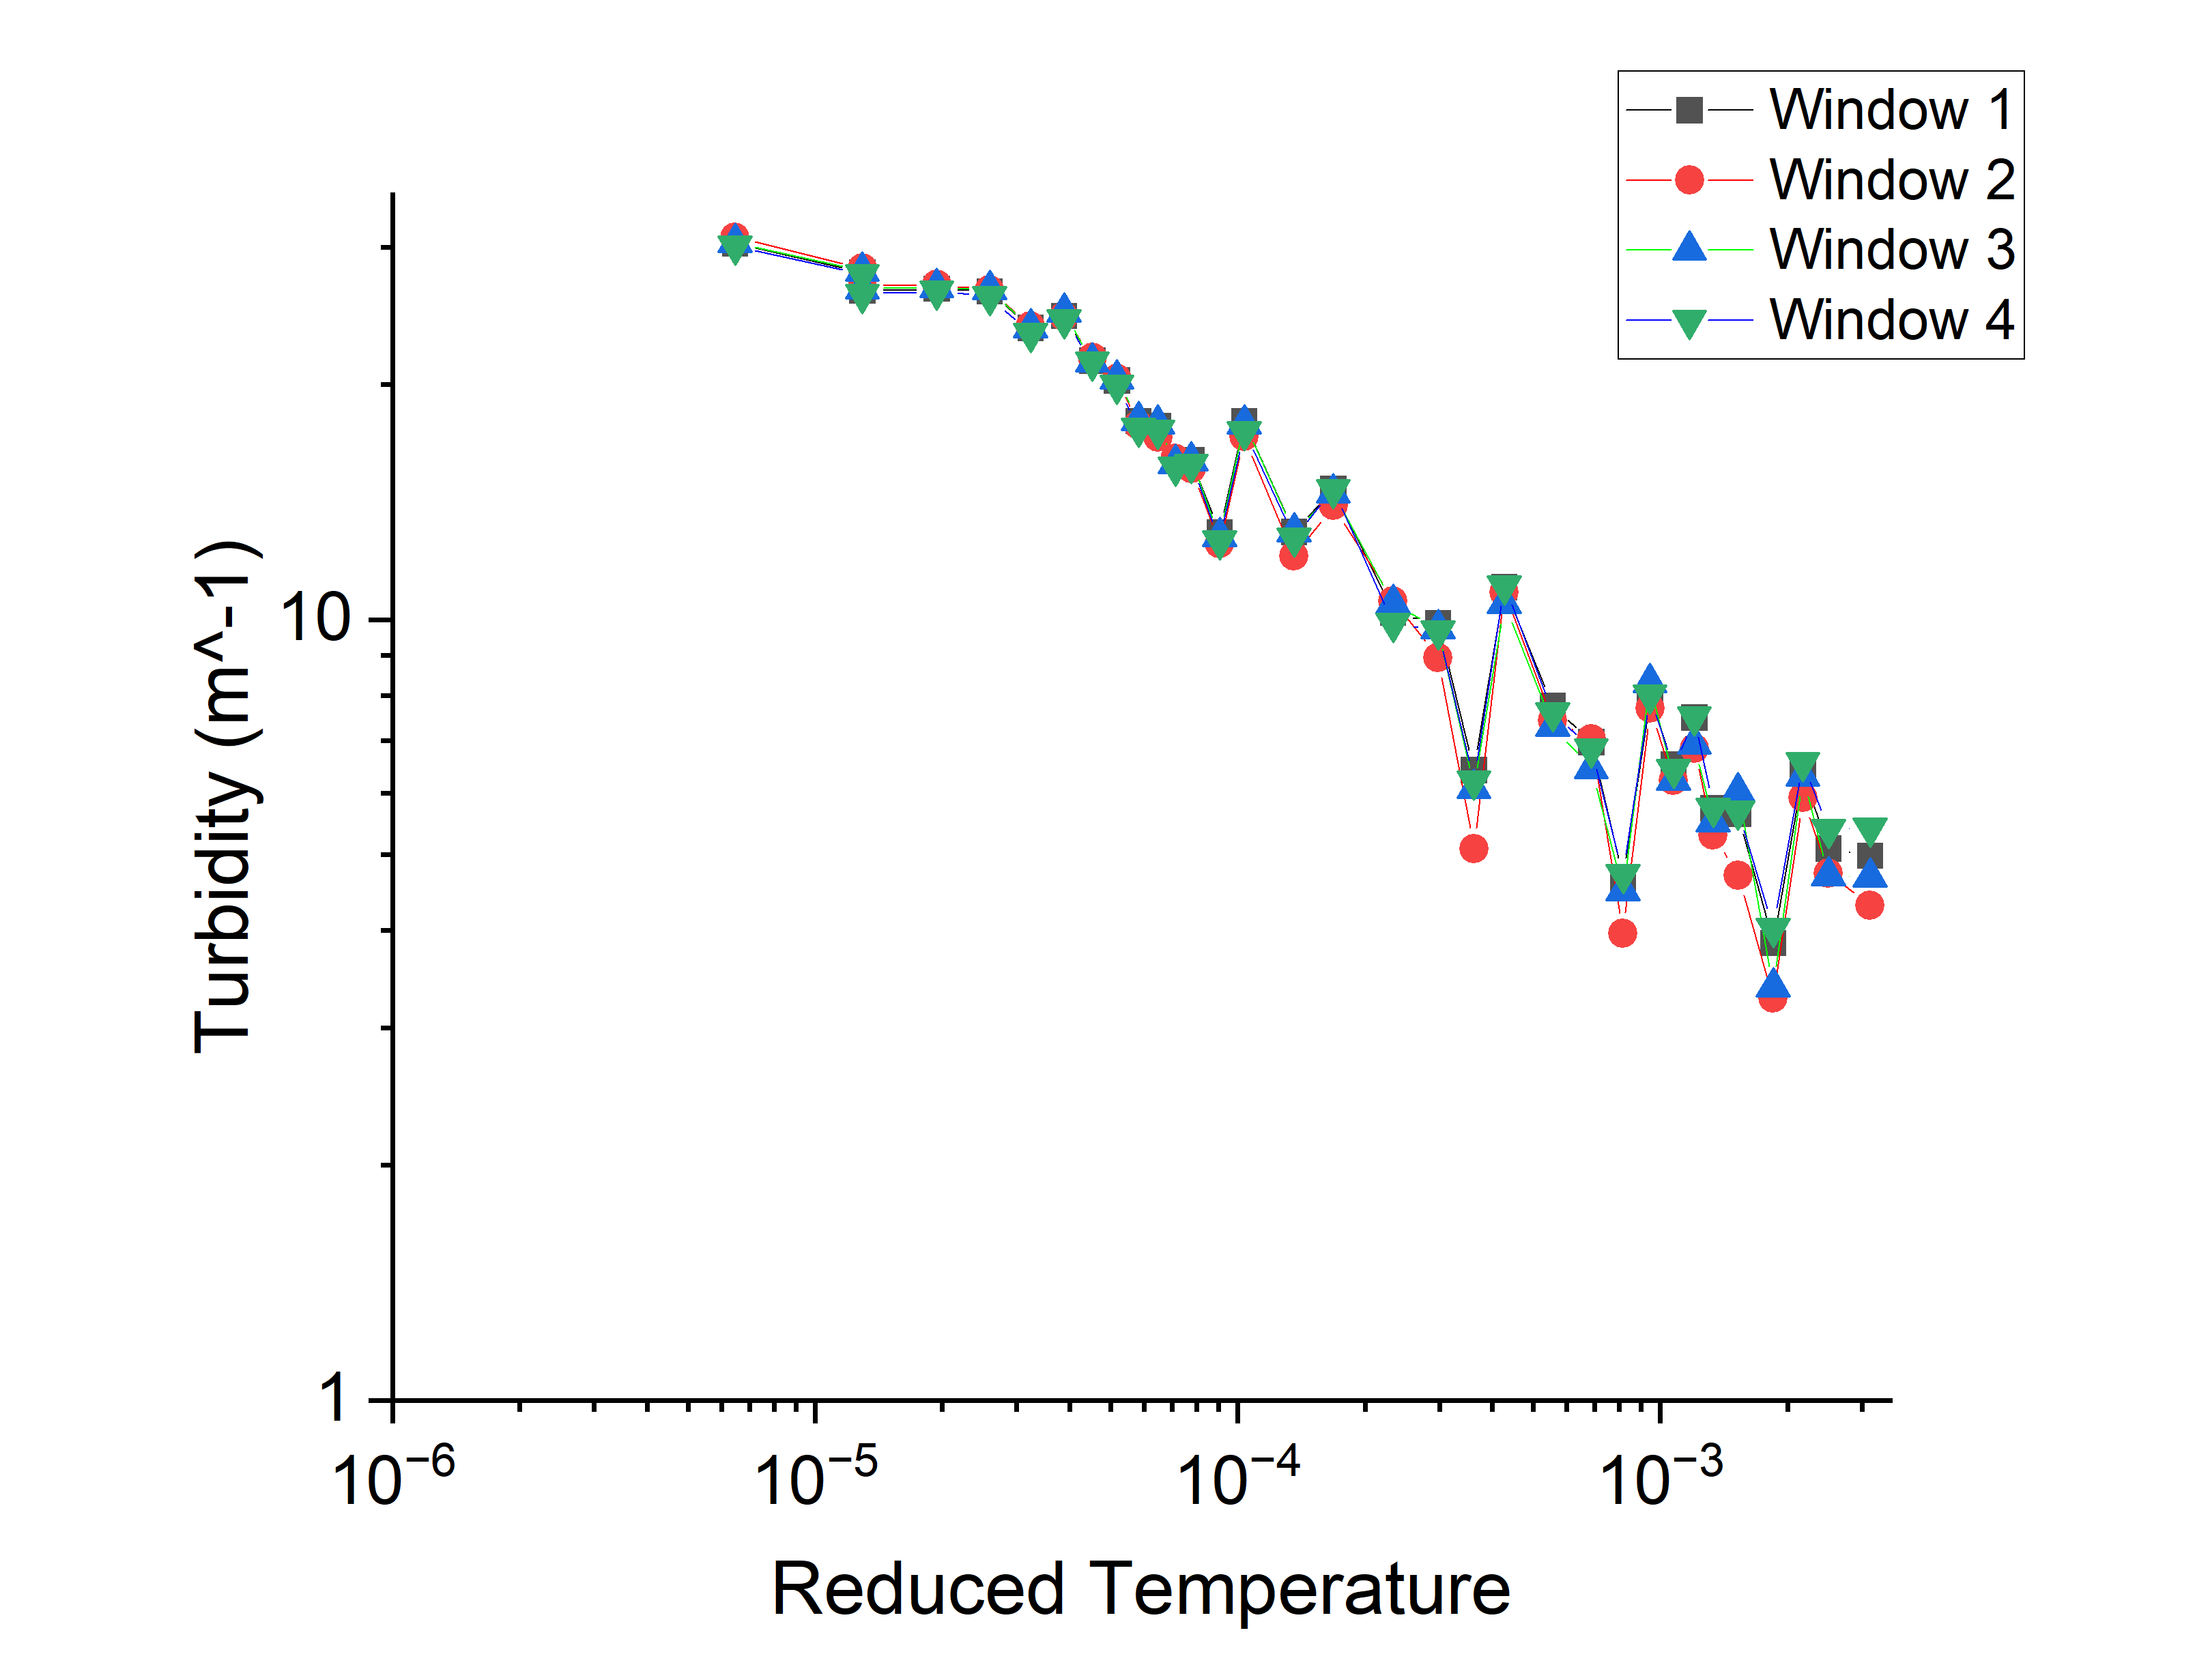 Window 1
Window 2
Window 3
Window 4
Turbidity (m^-1)
10
1
10⁻⁶
10⁻⁵
10⁻⁴
10⁻³
Reduced Temperature